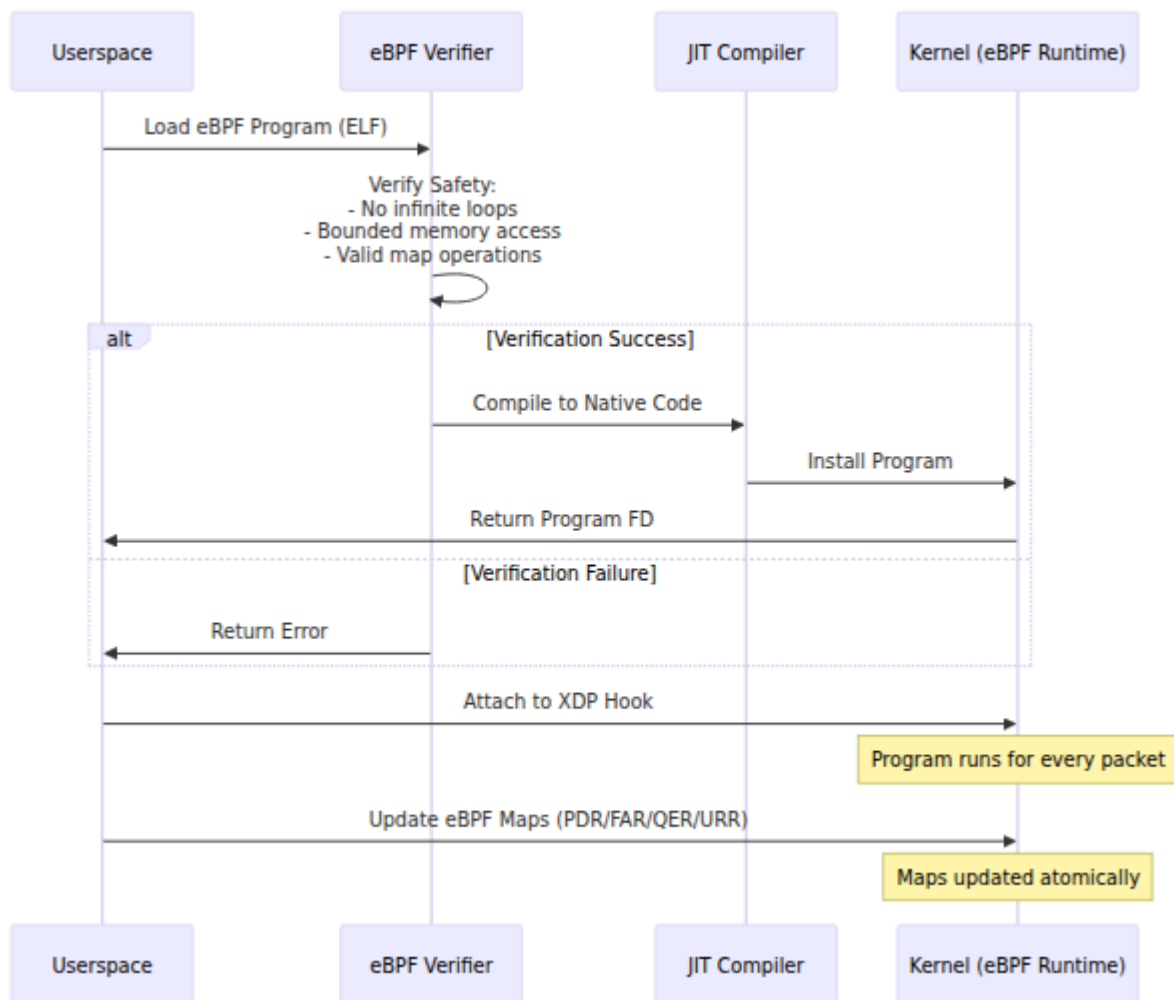 Userspace
eBPF Verifier
JIT Compiler
Kernel (eBPF Runtime)
Load eBPF Program (ELF)
Verify Safety:
- No infinite loops
- Bounded memory access
- Valid map operations
alt
[Verification Success]
Compile to Native Code
Install Program
Return Program FD
[Verification Failure]
Return Error
Attach to XDP Hook
Program runs for every packet
Update eBPF Maps (PDR/FAR/QER/URR)
Maps updated atomically
Userspace
eBPF Verifier
JIT Compiler
Kernel (eBPF Runtime)